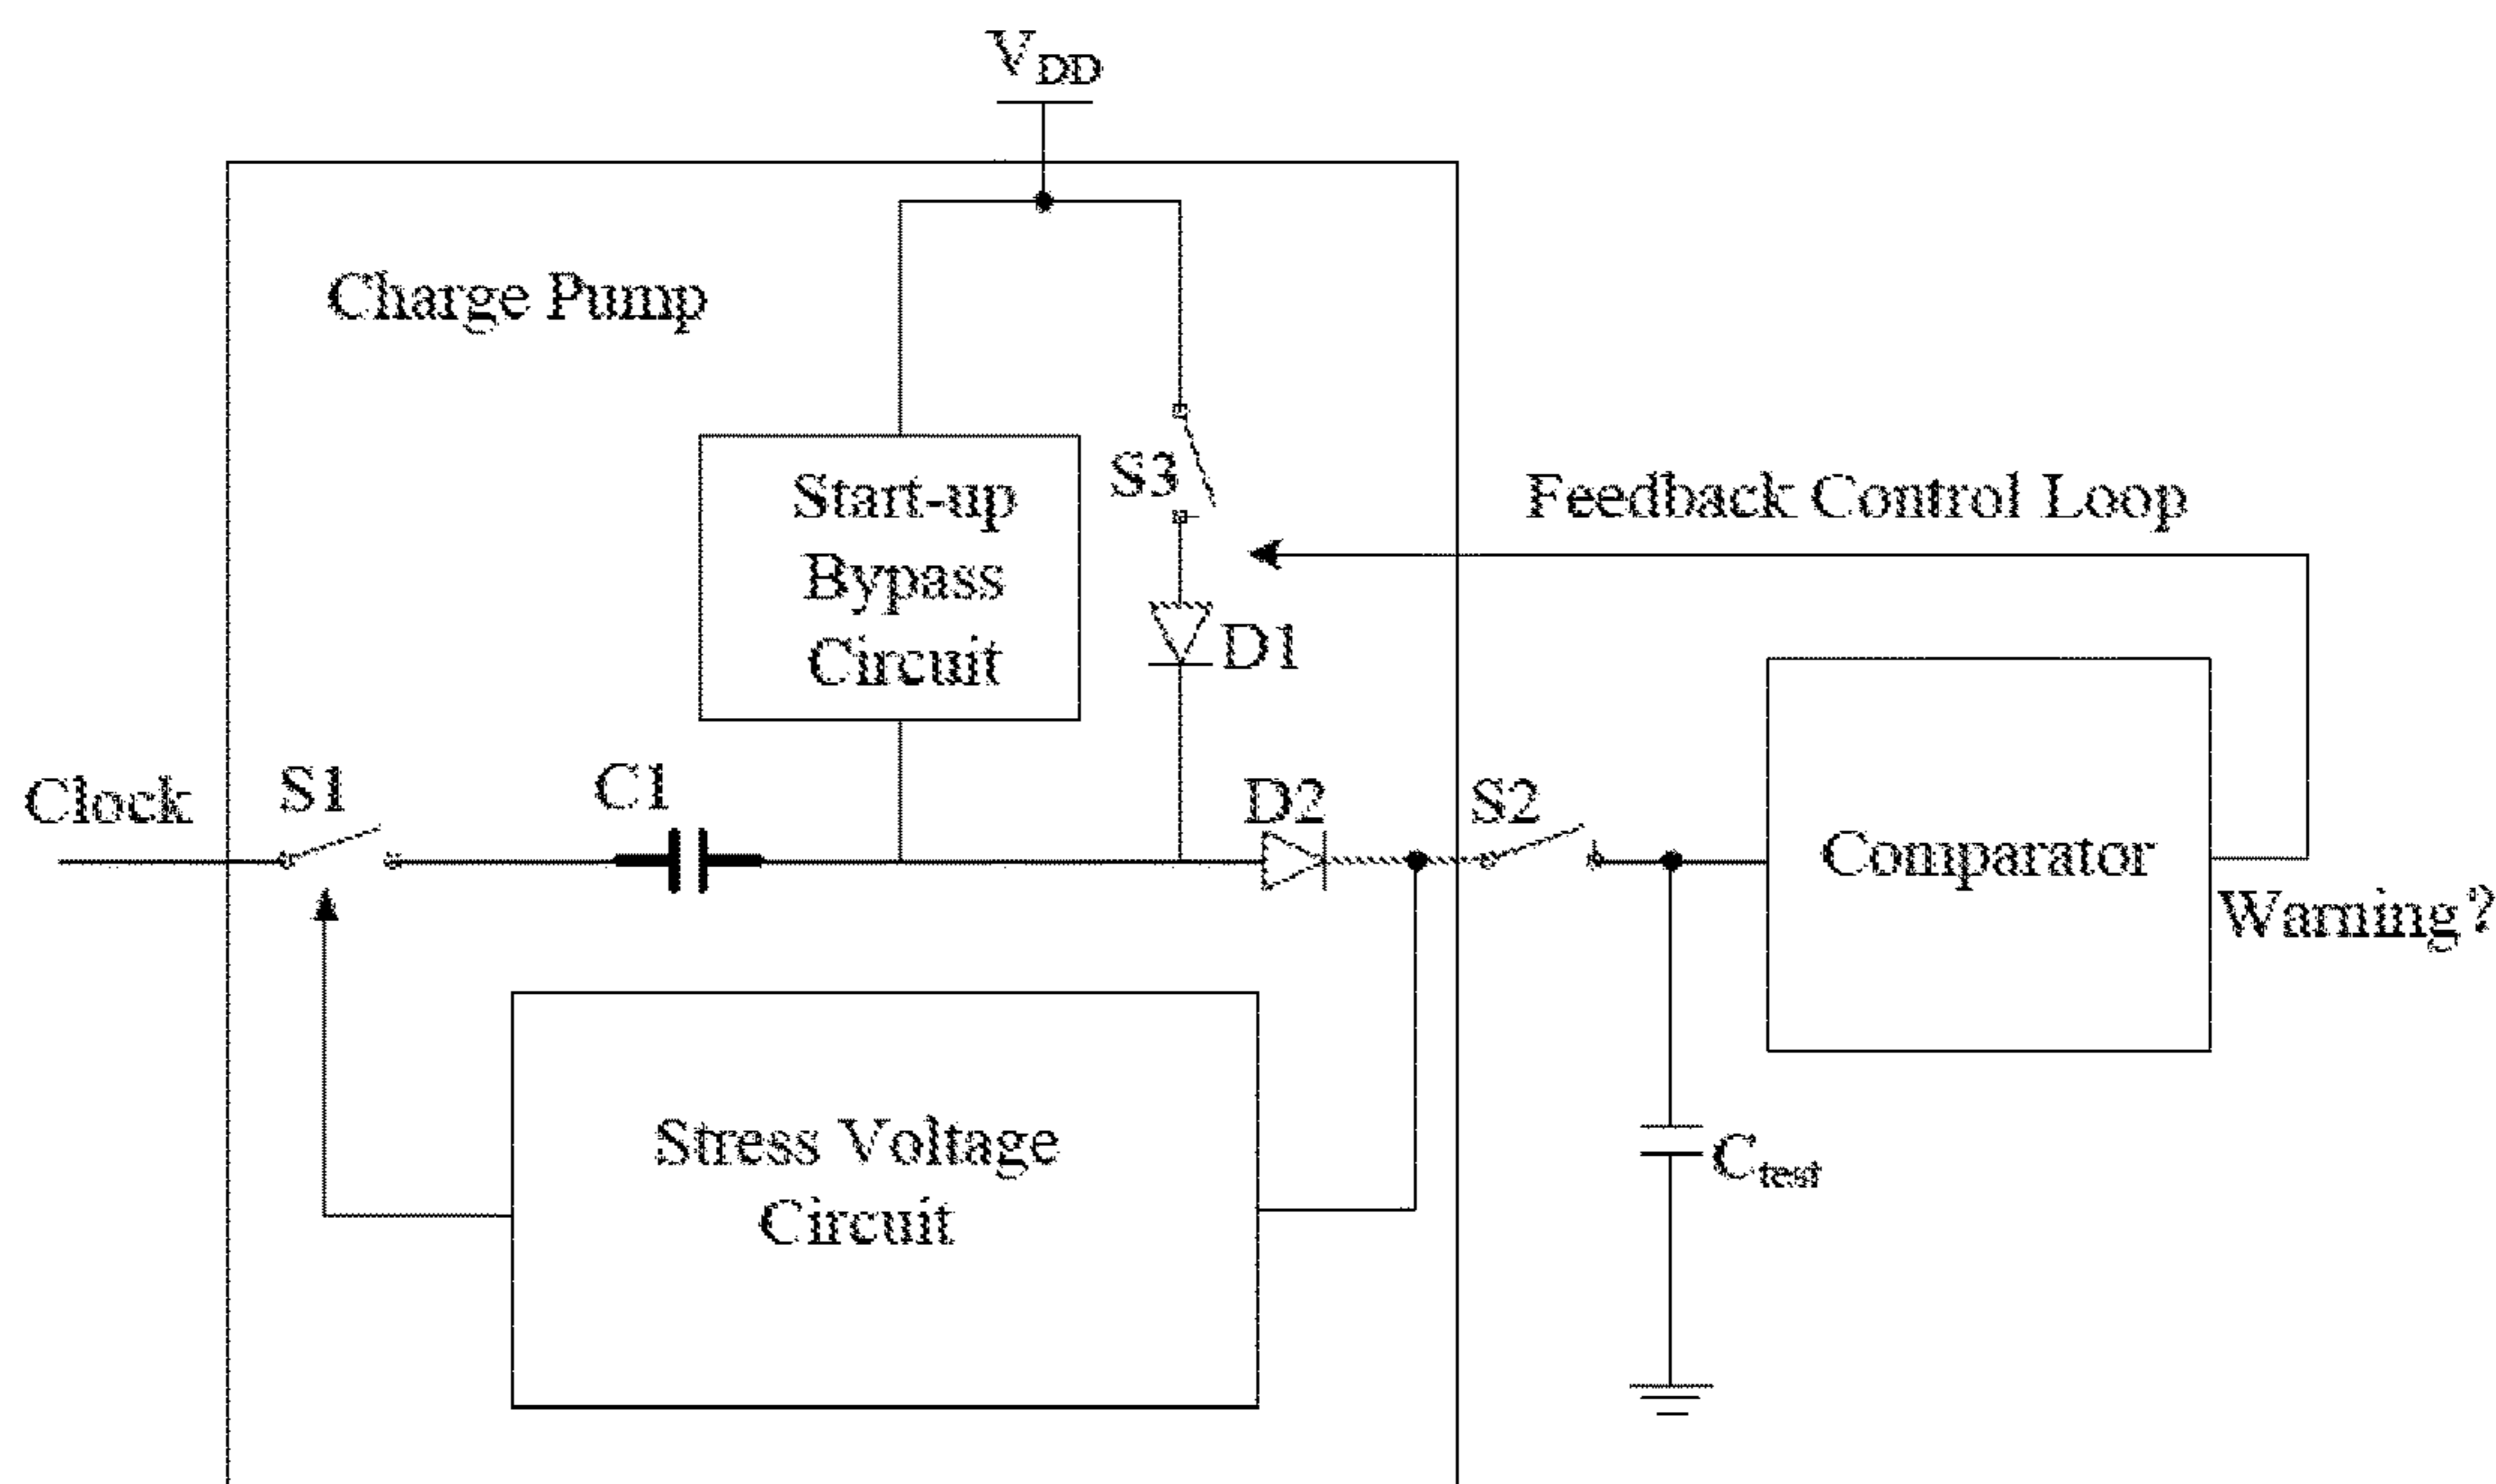 VDD
Charge Pump
Start-up
Bypass
Circuit
S3
Feedback Control Loop
D1
Clock
S1
C1
D2
S2
Comparator
Warning?
Stress Voltage
Circuit
Ctest